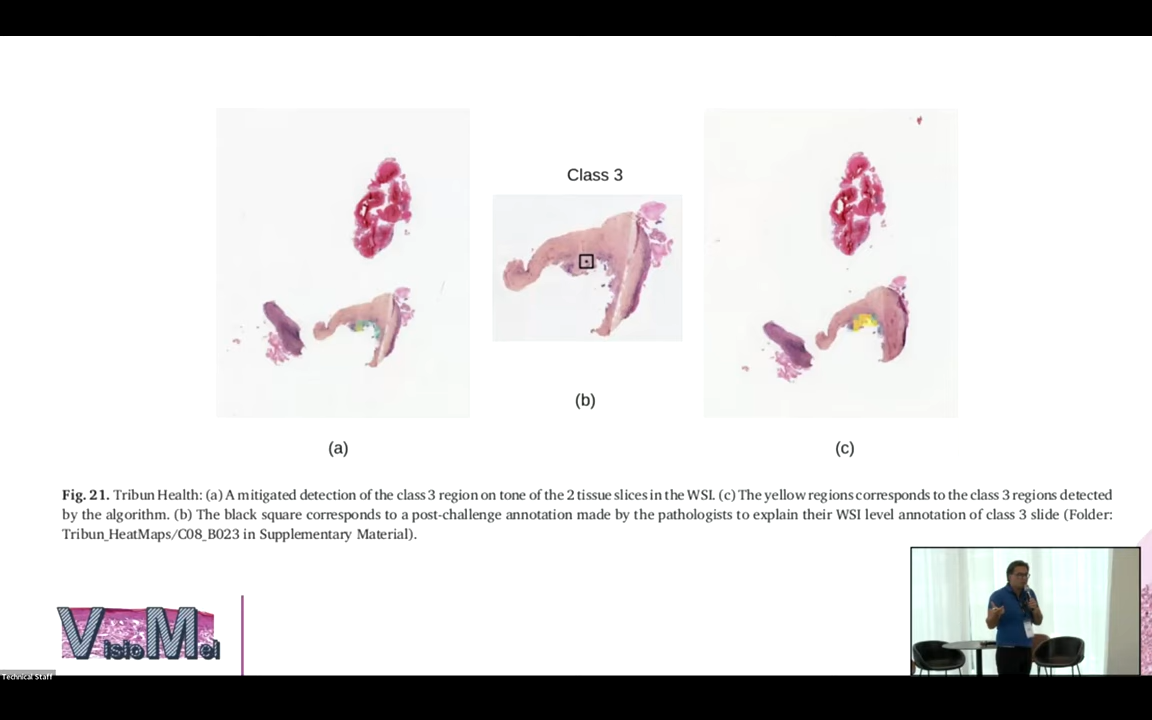 Class 3
(b)
(a)
(c)
Fig. 21. Tribun Health: (a) A mitigated detection of the class 3 region on tone of the 2 tissue slices in the WSI. (c) The yellow regions corresponds to the class 3 regions detected
by the algorithm. (b) The black square corresponds to a post-challenge annotation made by the pathologists to explain their WSI level annotation of class 3 slide (Folder:
Tribun_HeatMaps/C08_B023 in Supplementary Material).
VisioMel
Technical Staff